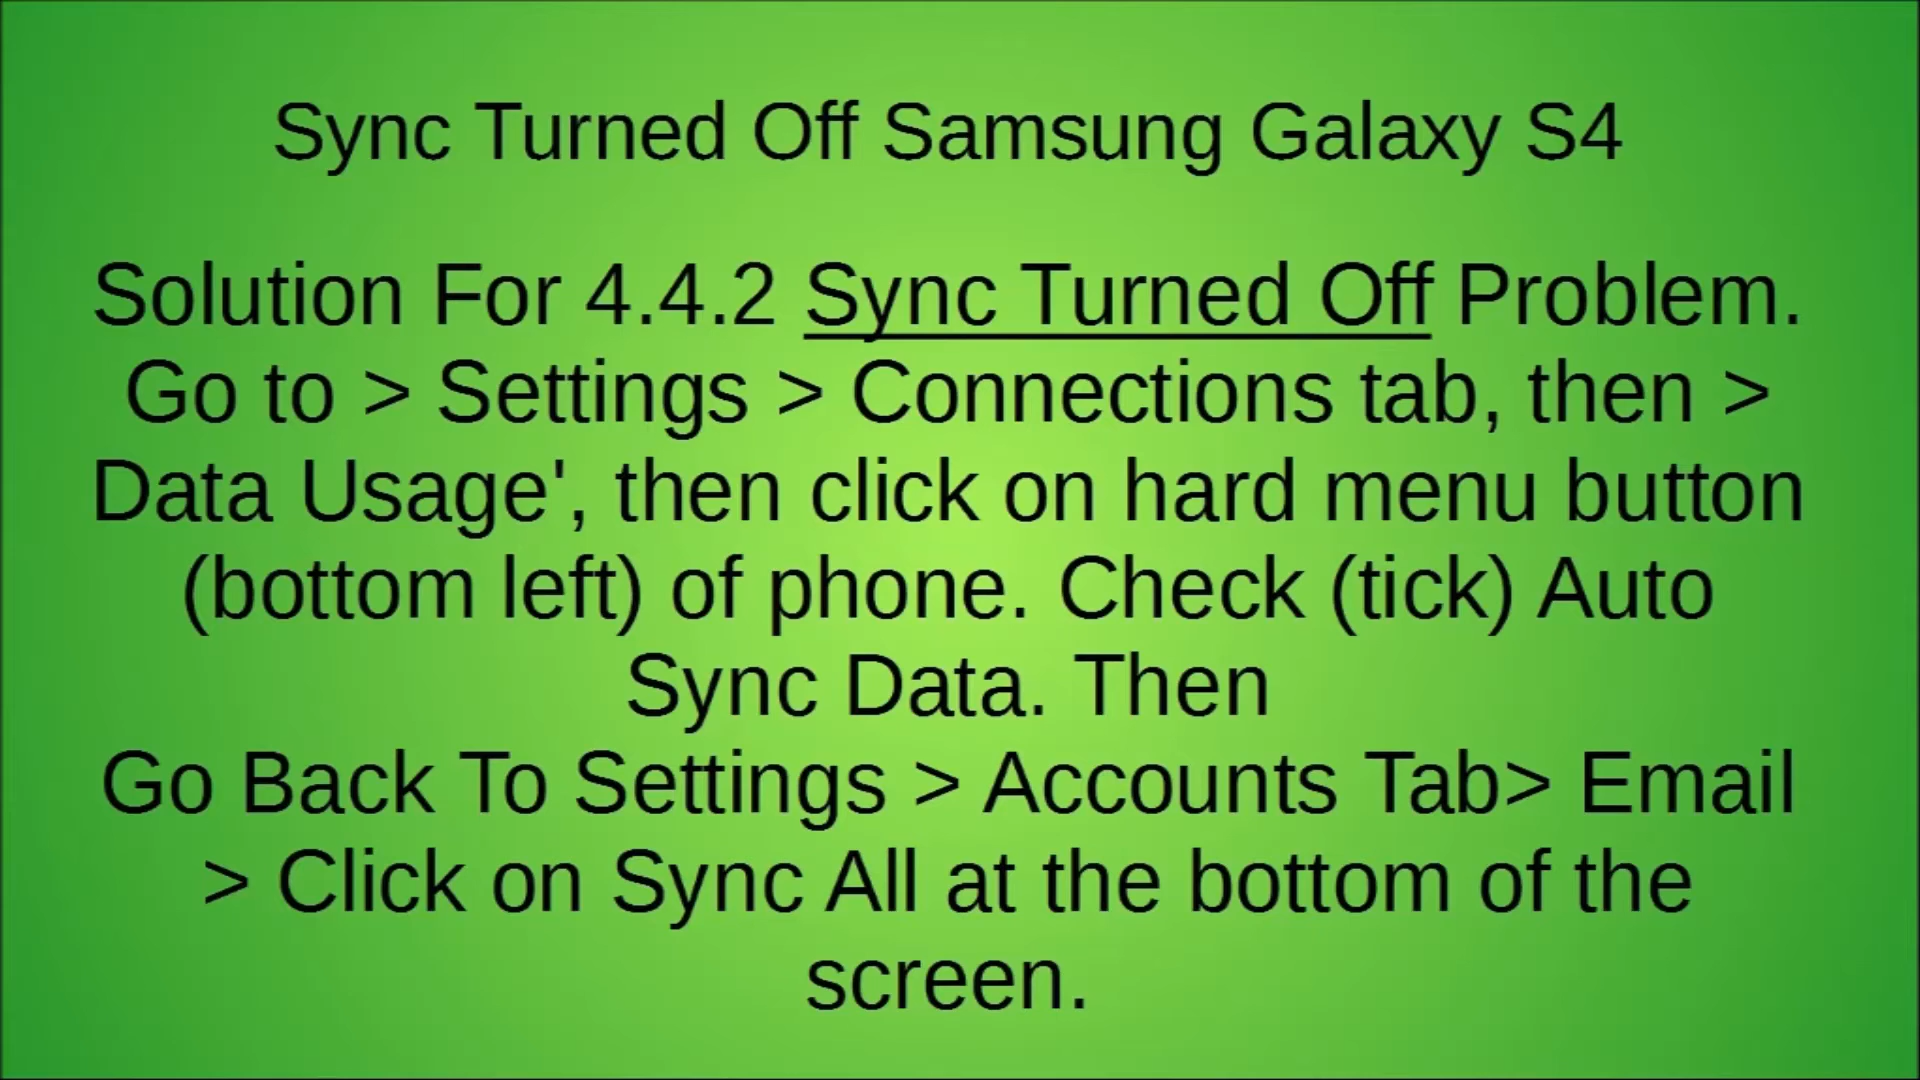 Sync Turned Off Samsung Galaxy S4
Solution For 4.4.2 Sync Turned Off Problem.
Go to > Settings > Connections tab, then >
Data Usage', then click on hard menu button
(bottom left) of phone. Check (tick) Auto
Sync Data. Then
Go Back To Settings > Accounts Tab> Email
> Click on Sync All at the bottom of the
screen.